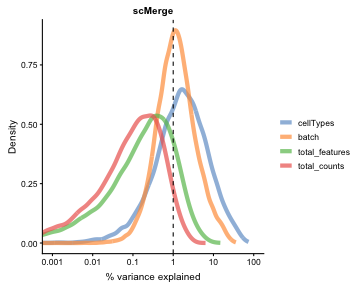 scMerge
Density
0.75
0.50
0.25
0.00
0.001 0.01 0.1 1 10 100
% variance explained
cellTypes
batch
total_features
total_counts